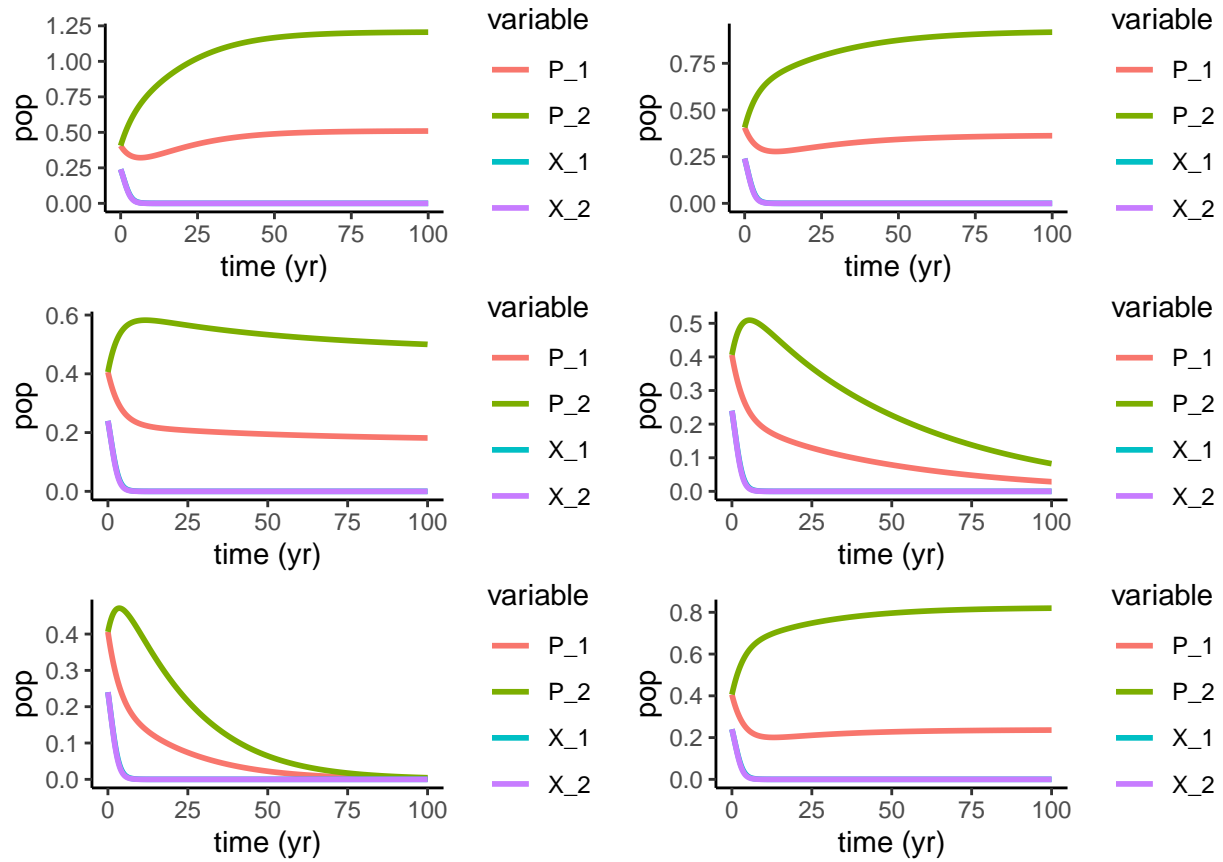 variable
1.25
1.00
0.75
0.50
0.25
0.00
pop
0 25 50 75 100
time (yr)
P_1
P_2
X_1
X_2
variable
0.75
0.50
0.25
0.00
pop
0 25 50 75 100
time (yr)
P_1
P_2
X_1
X_2
variable
0.6
0.4
0.2
0.0
pop
0 25 50 75 100
time (yr)
P_1
P_2
X_1
X_2
variable
0.5
0.4
0.3
0.2
0.1
0.0
pop
0 25 50 75 100
time (yr)
P_1
P_2
X_1
X_2
variable
0.4
0.3
0.2
0.1
0.0
pop
0 25 50 75 100
time (yr)
P_1
P_2
X_1
X_2
variable
0.8
0.6
0.4
0.2
0.0
pop
0 25 50 75 100
time (yr)
P_1
P_2
X_1
X_2